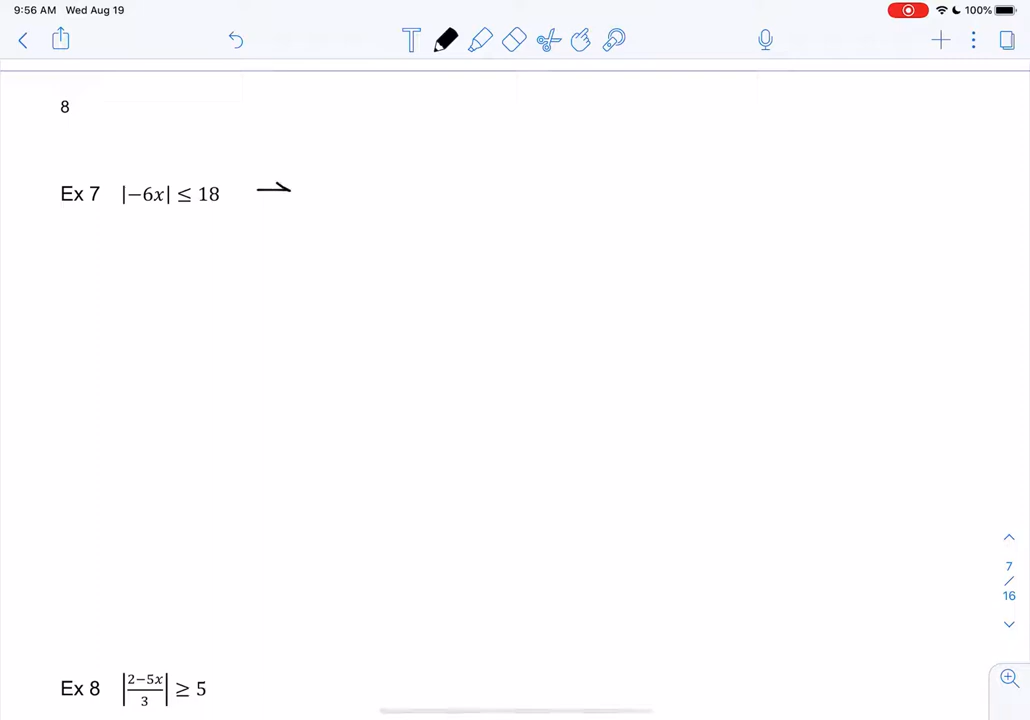 9:56 AM Wed Aug 19 100%
T
8
Ex 7 |−6x| ≤ 18 →
7
/
16
Ex 8 |2−5x/3| ≥ 5